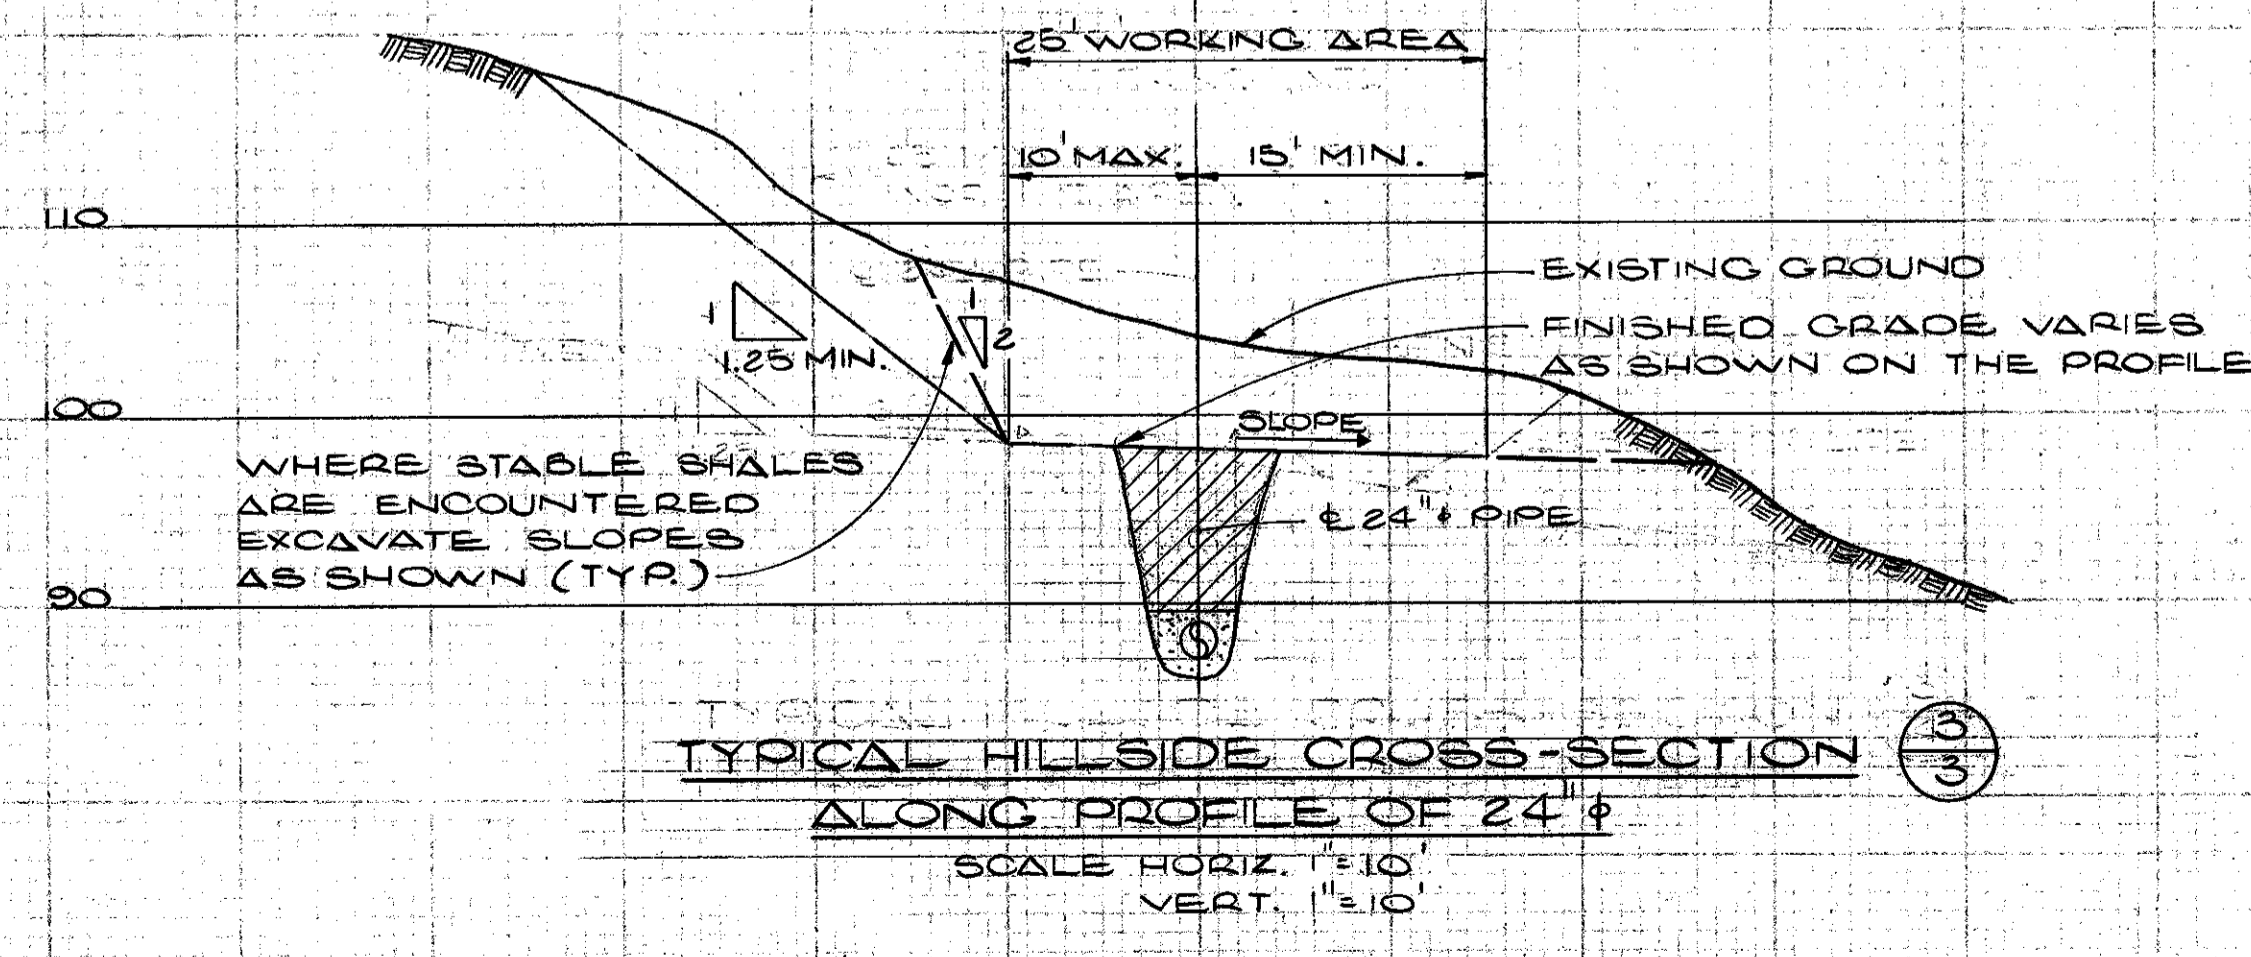 25' WORKING AREA
10' MAX.
15' MIN.
110
EXISTING GROUND
1
1.25 MIN.
1
2
FINISHED GRADE VARIES
AS SHOWN ON THE PROFILE
100
SLOPE
WHERE STABLE SHALES
ARE ENCOUNTERED
EXCAVATE SLOPES
AS SHOWN (TYP.)
℄ 24"⌀ PIPE
90
TYPICAL HILLSIDE CROSS-SECTION
3
3
ALONG PROFILE OF 24"⌀
SCALE HORIZ. 1"=10'
VERT. 1"=10'